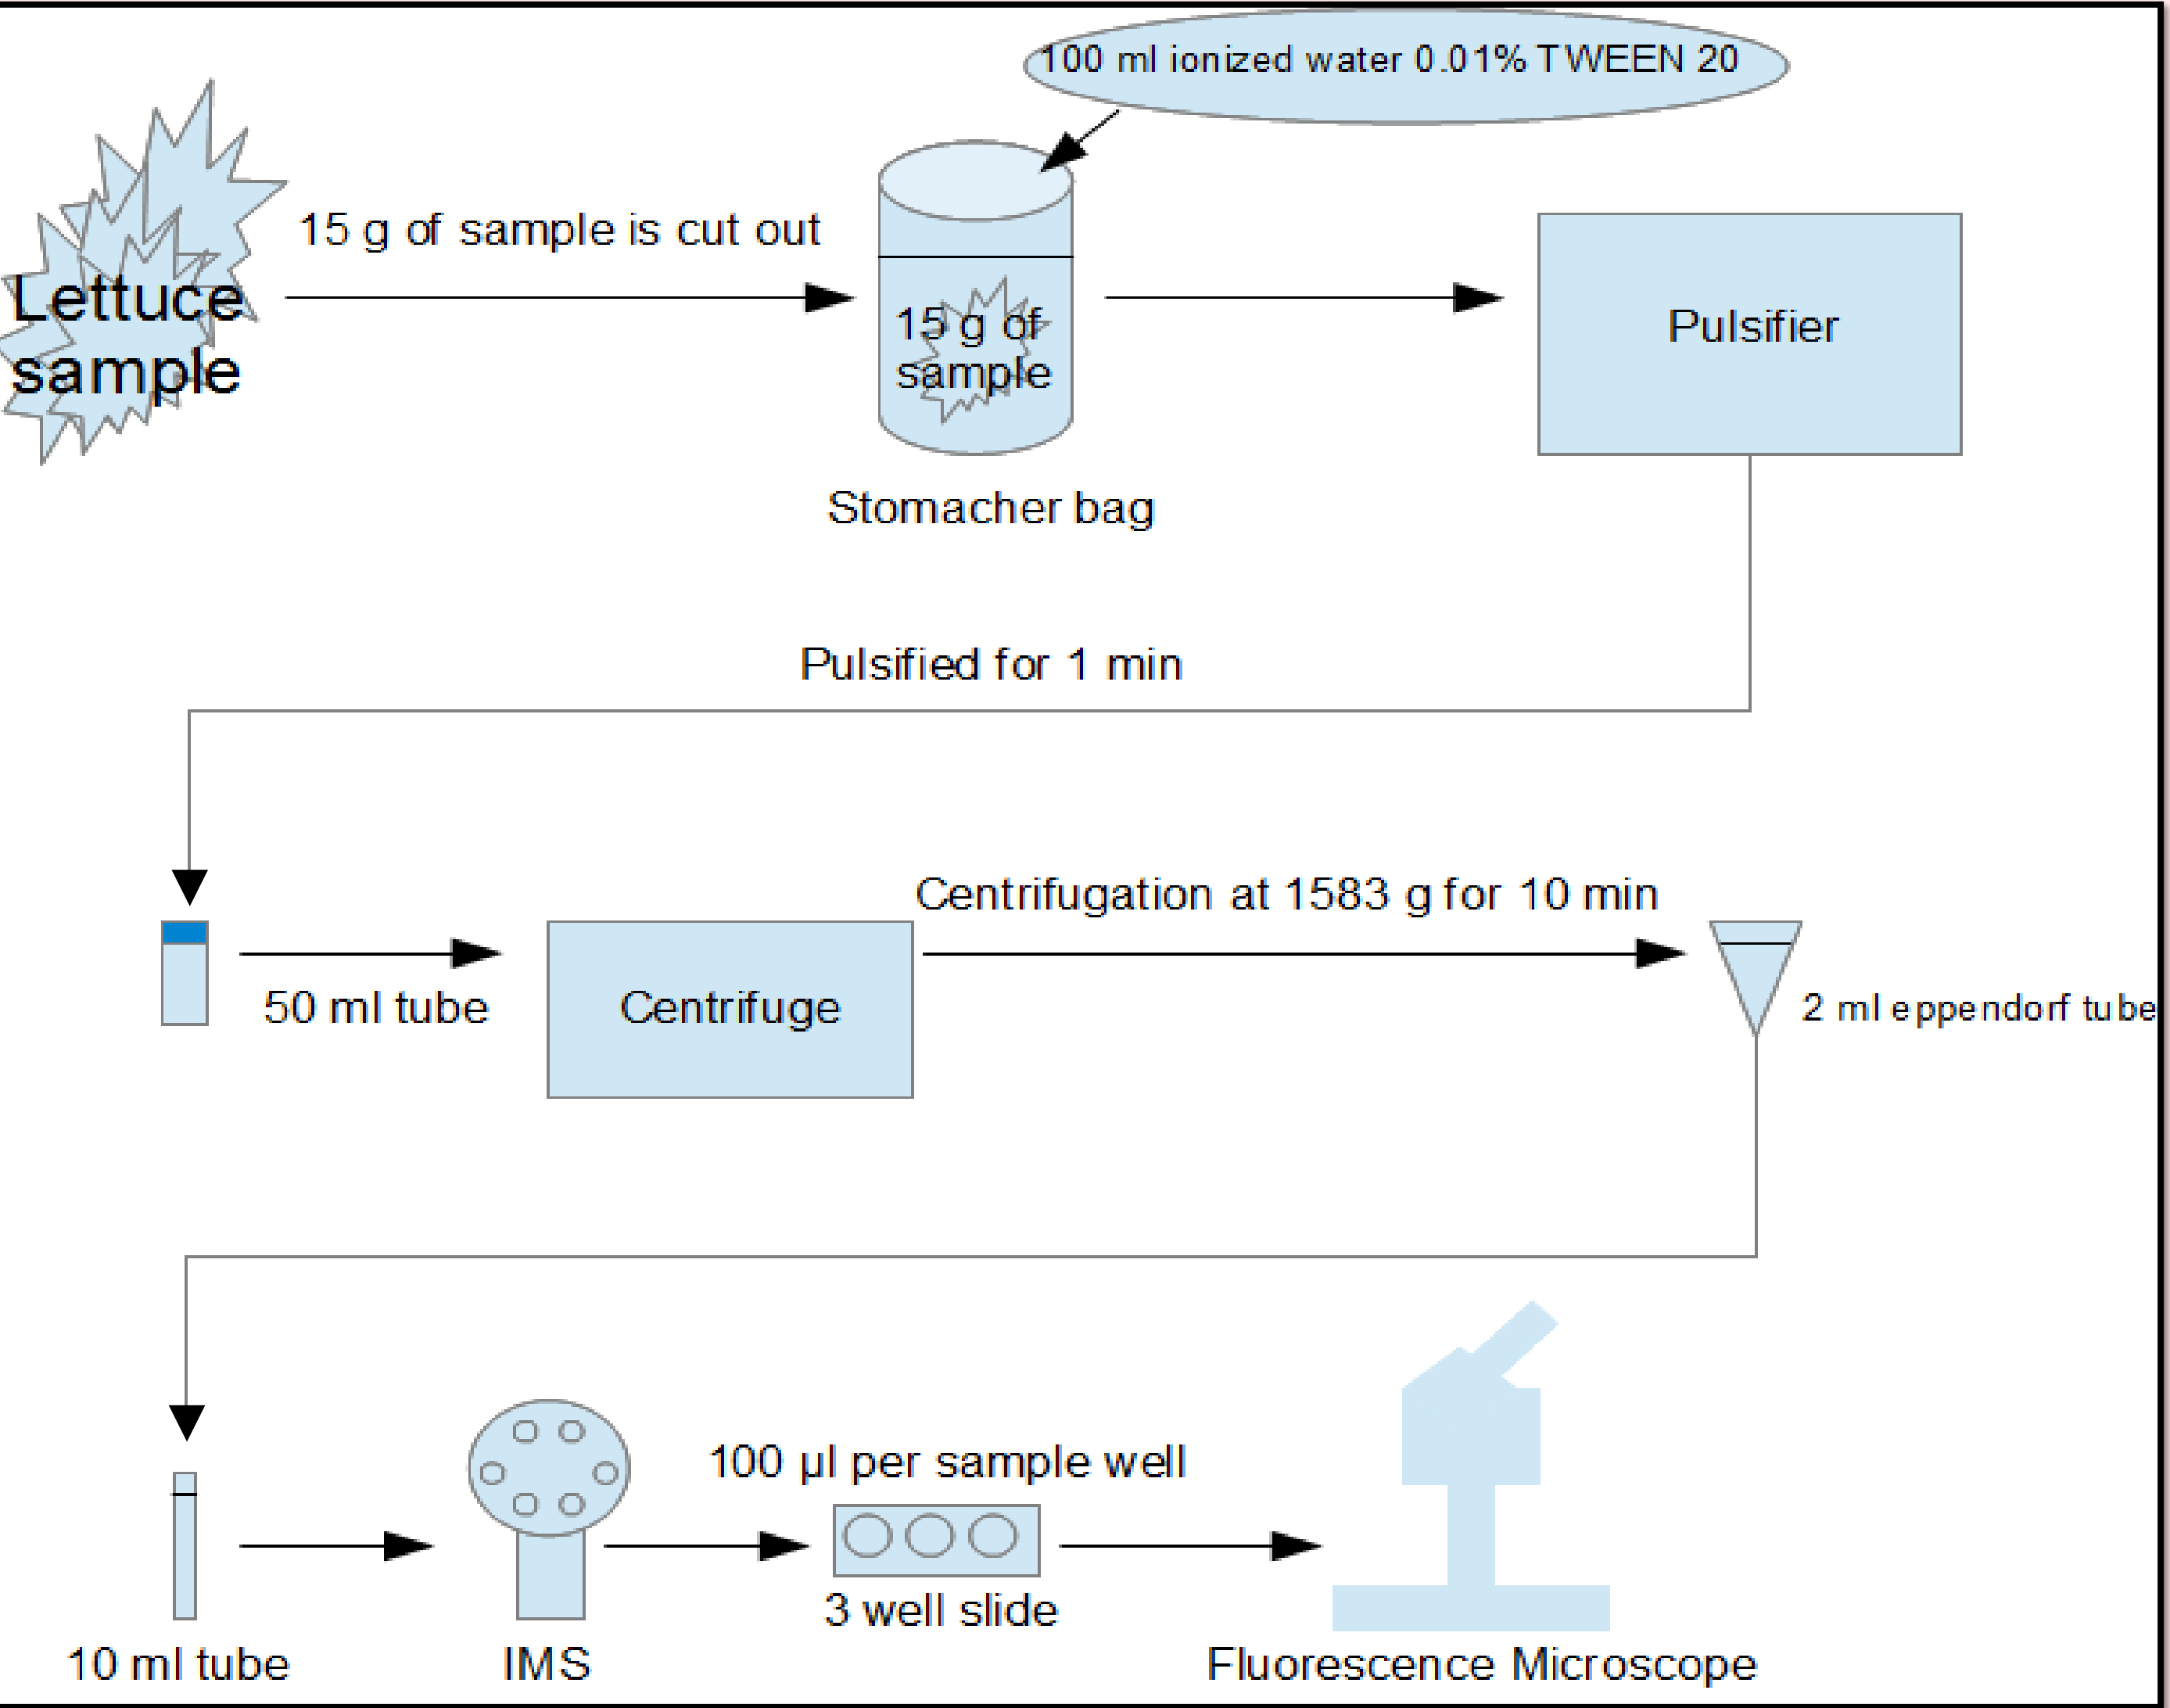 100 ml ionized water 0.01% TWEEN 20
15 g of sample is cut out
Lettuce
sample
15 g of
sample
Pulsifier
Stomacher bag
Pulsified for 1 min
Centrifugation at 1583 g for 10 min
50 ml tube
Centrifuge
2 ml eppendorf tube
100 µl per sample well
3 well slide
10 ml tube
IMS
Fluorescence Microscope